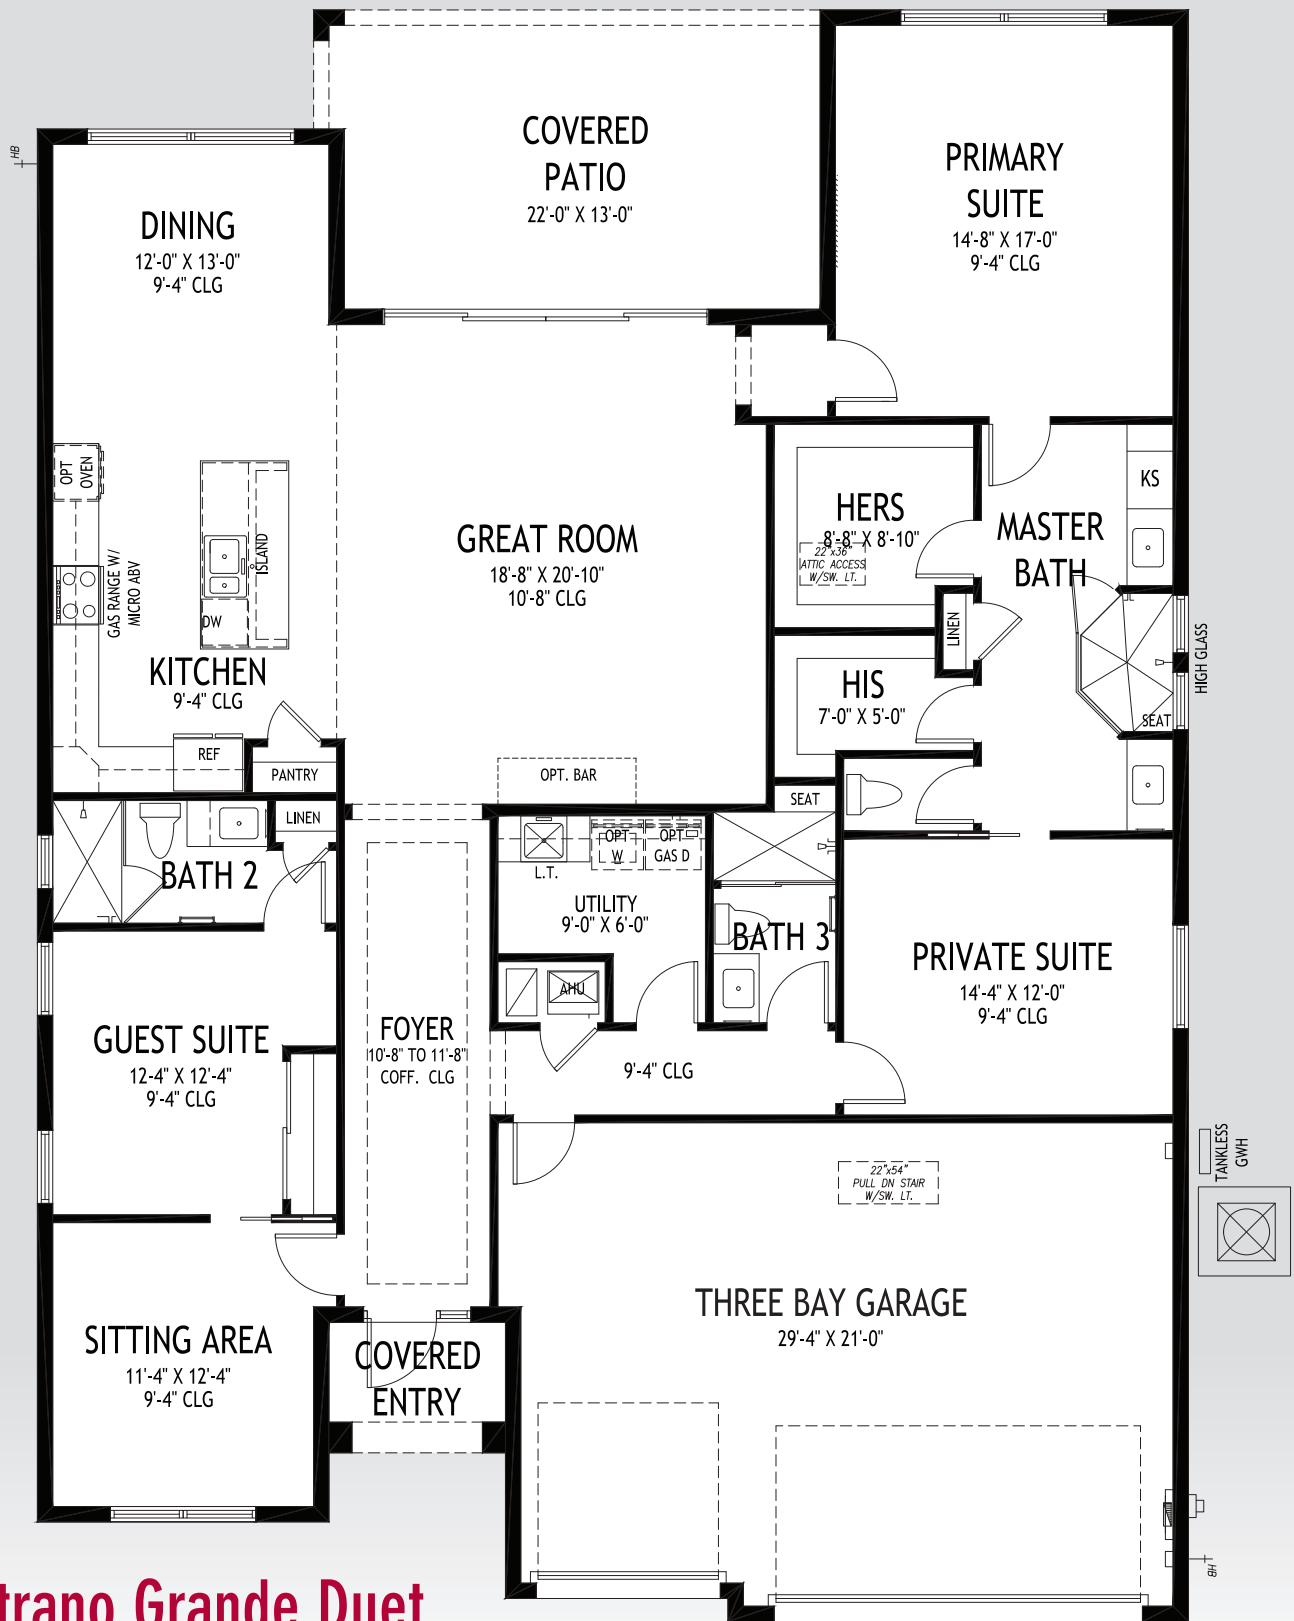 COVERED
PATIO
22'-0" X 13'-0"
PRIMARY
SUITE
14'-8" X 17'-0"
9'-4" CLG
HB
DINING
12'-0" X 13'-0"
9'-4" CLG
OPT
OVEN
GAS RANGE W/
MICRO ABV
ISLAND
DW
KITCHEN
9'-4" CLG
REF
PANTRY
GREAT ROOM
18'-8" X 20'-10"
10'-8" CLG
OPT. BAR
HERS
8'-8" X 8'-10"
22"x36"
ATTIC ACCESS
W/SW. LT.
MASTER
BATH
KS
LINEN
HIS
7'-0" X 5'-0"
HIGH GLASS
SEAT
SEAT
LINEN
BATH 2
L.T.
OPT
W
OPT
GAS D
UTILITY
9'-0" X 6'-0"
BATH 3
AHU
PRIVATE SUITE
14'-4" X 12'-0"
9'-4" CLG
GUEST SUITE
12-4" X 12'-4"
9'-4" CLG
FOYER
10'-8" TO 11'-8"
COFF. CLG
9'-4" CLG
TANKLESS
GWH
22"x54"
PULL DN STAIR
W/SW. LT.
THREE BAY GARAGE
29'-4" X 21'-0"
SITTING AREA
11'-4" X 12'-4"
9'-4" CLG
COVERED
ENTRY
HB
trano Grande Duet